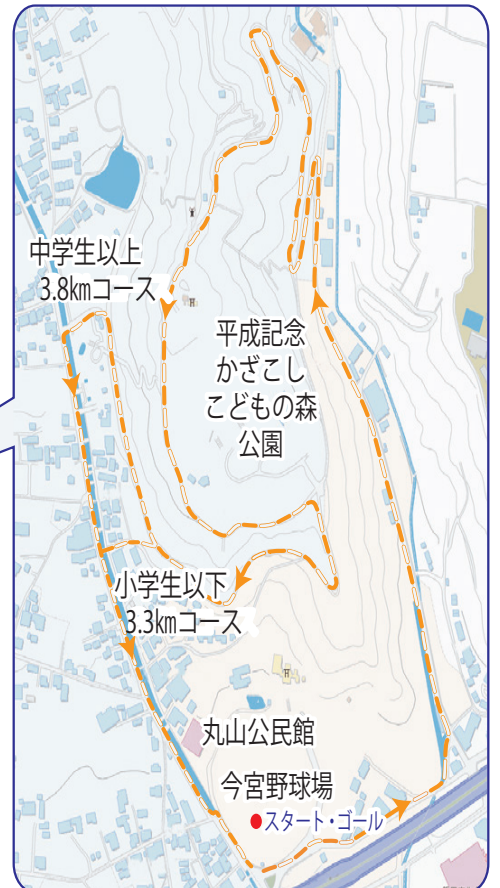 中学生以上
3.8kmコース
平成記念
かざこし
こどもの森
公園
小学生以下
3.3kmコース
丸山公民館
今宮野球場
スタート・ゴール